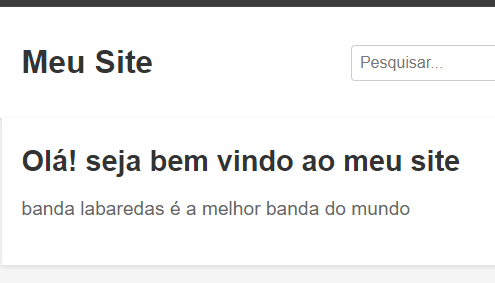 Meu Site
Pesquisar...
Olá! seja bem vindo ao meu site
banda labaredas é a melhor banda do mundo